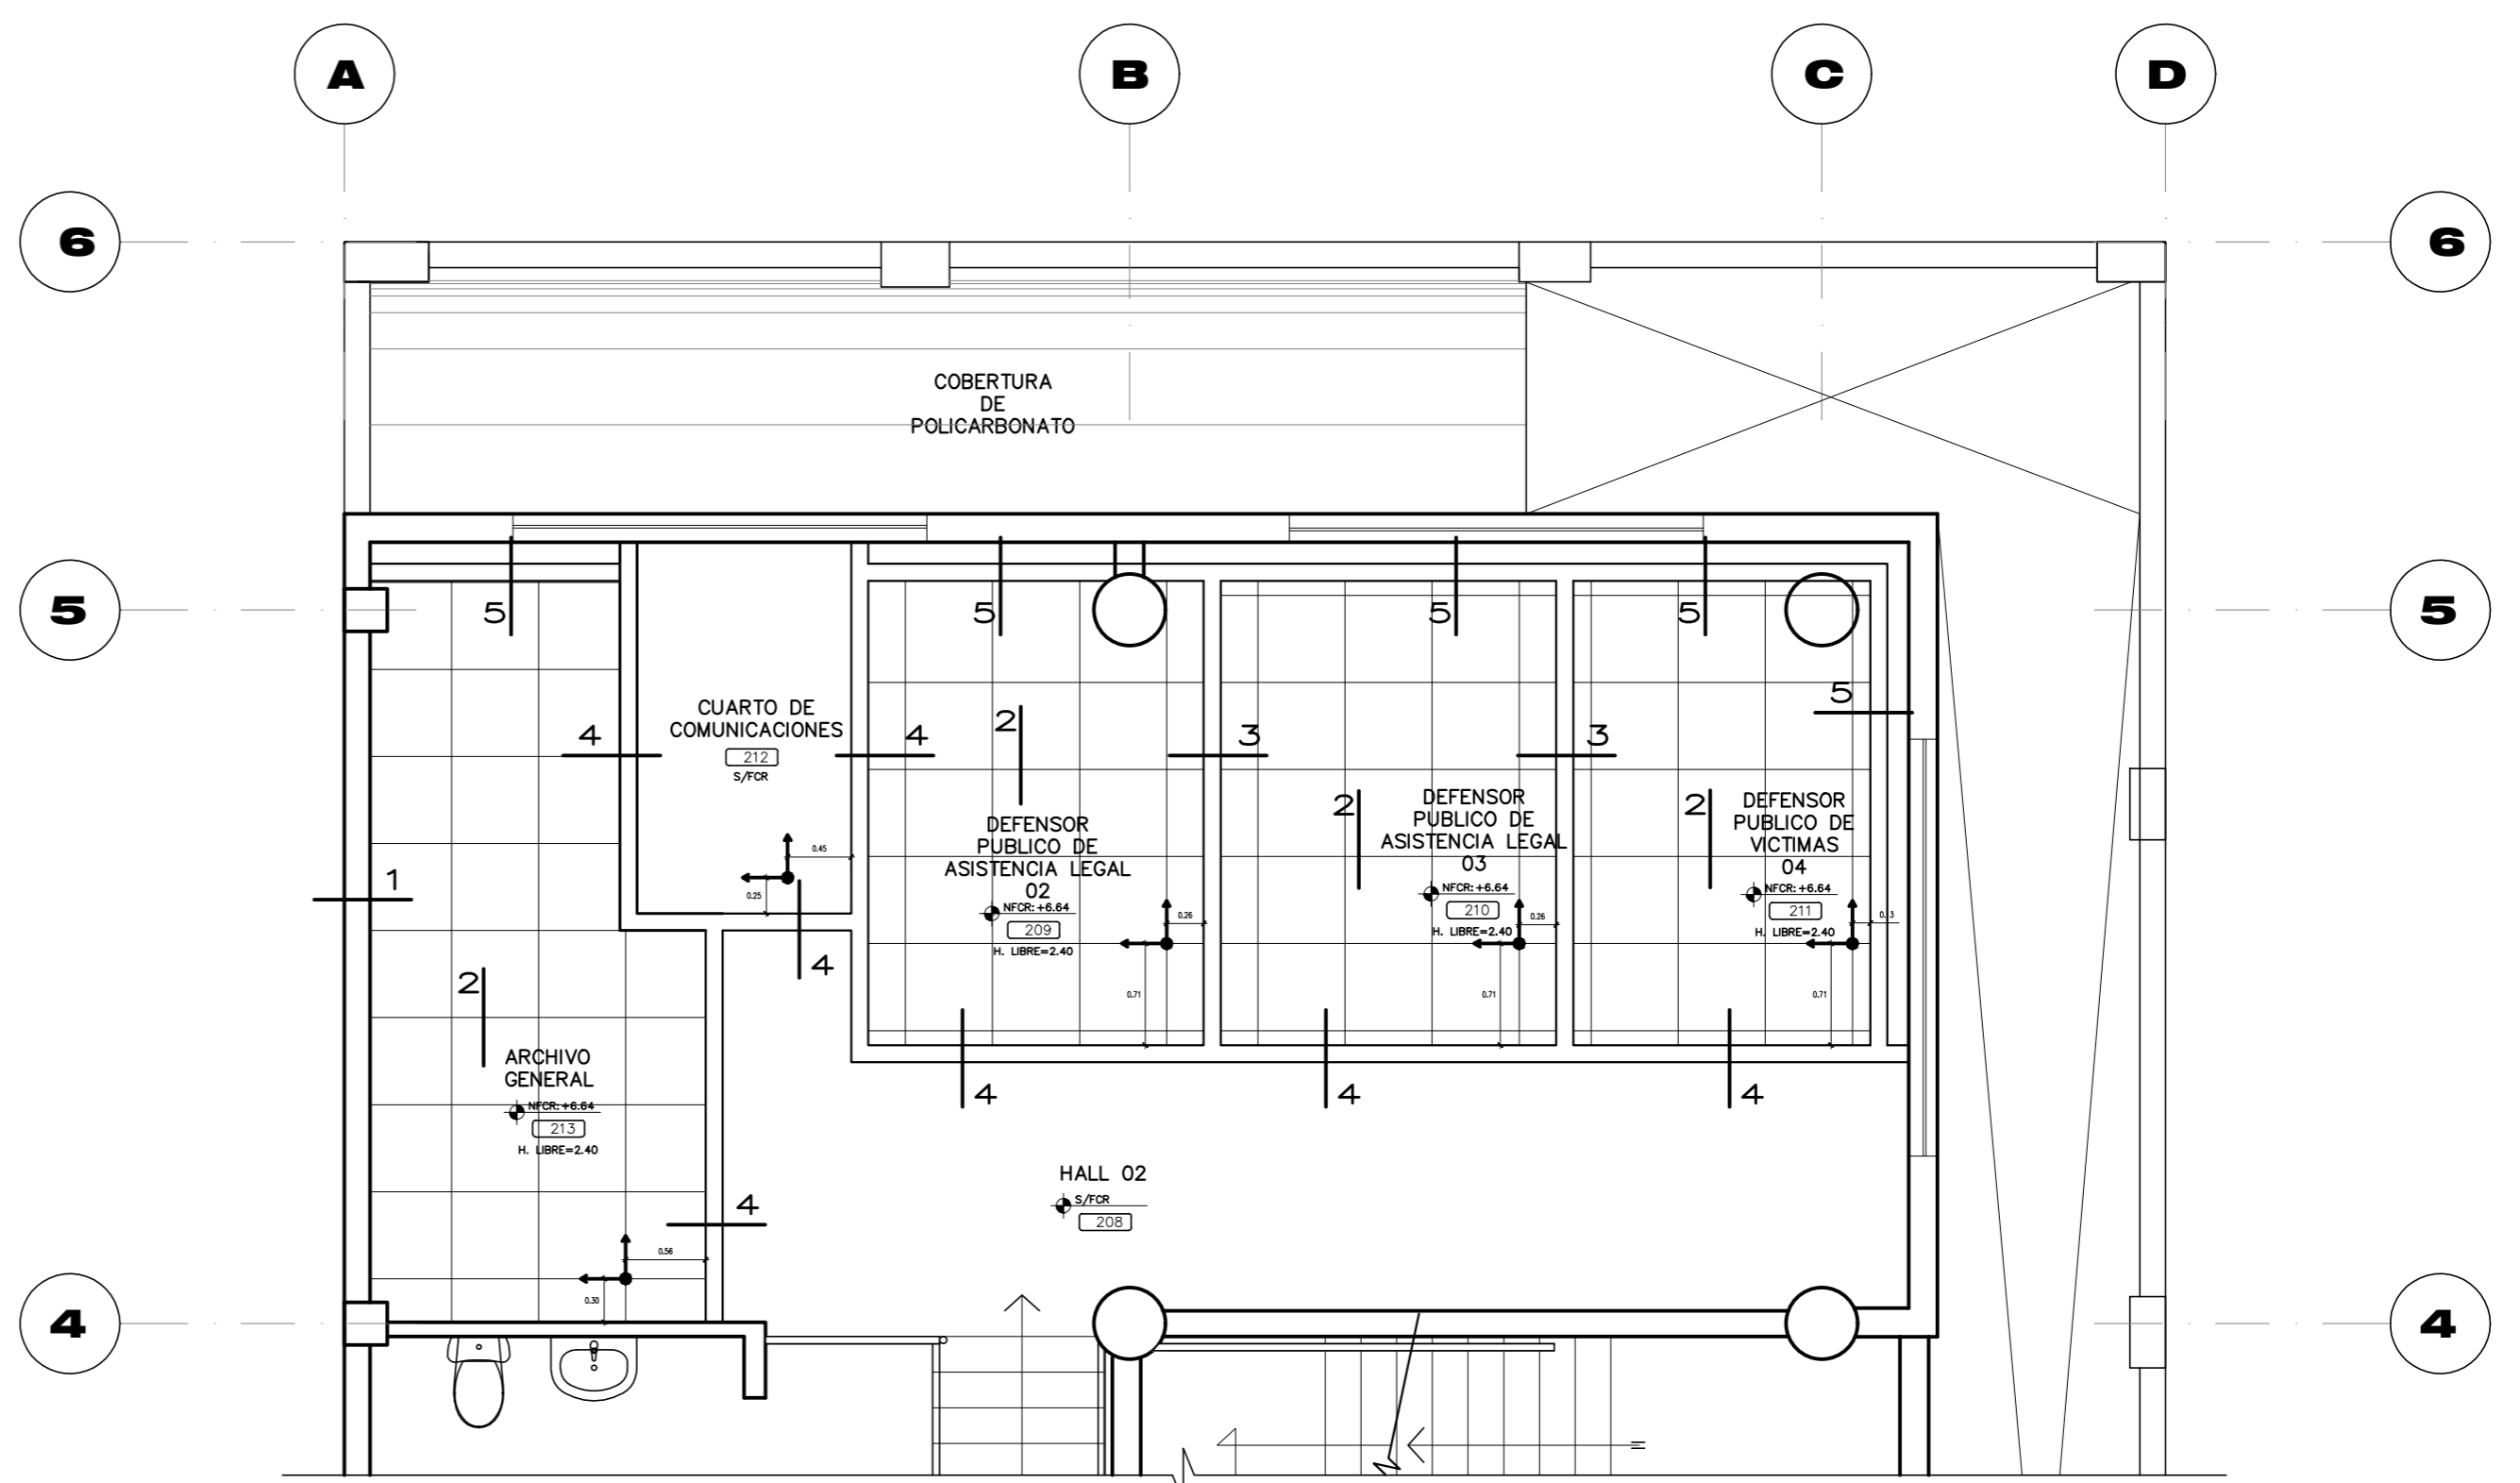 A
B
C
D
6
6
COBERTURA
DE
POLICARBONATO
5
5
5
5
5
5
5
CUARTO DE
COMUNICACIONES
212
S/FCR
4
4
2
3
3
2
DEFENSOR
PUBLICO DE
ASISTENCIA LEGAL
02
NFCR: +6.64
209
H. LIBRE=2.40
DEFENSOR
PUBLICO DE
ASISTENCIA LEGAL
03
NFCR: +6.64
210
H. LIBRE=2.40
2
DEFENSOR
PUBLICO DE
VICTIMAS
04
NFCR: +6.64
211
H. LIBRE=2.40
0.45
0.25
1
0.26
0.26
4
2
0.71
0.71
0.71
ARCHIVO
GENERAL
NFCR: +6.64
213
H. LIBRE=2.40
4
4
4
HALL 02
S/FCR
208
4
0.56
0.30
4
4